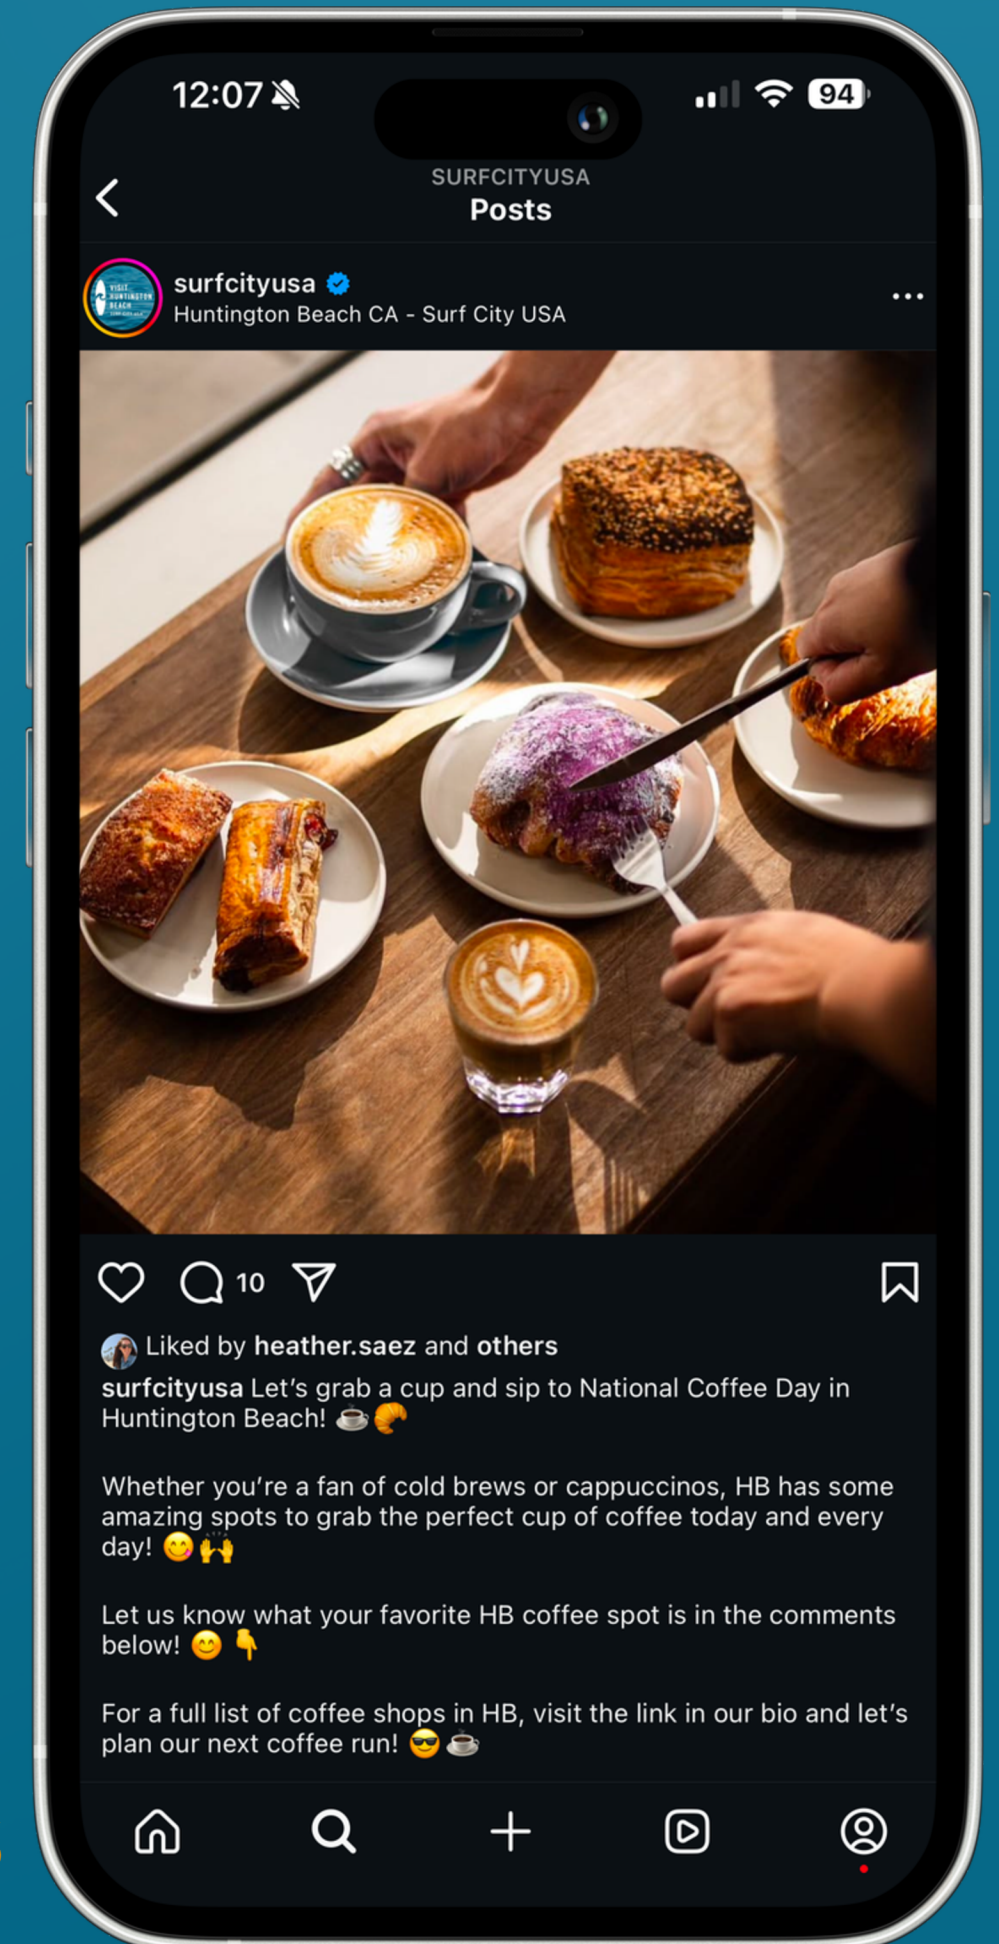 12:07
94
SURFCITYUSA
Posts
VISIT
HUNTINGTON
BEACH
surfcityusa
Huntington Beach CA - Surf City USA
10
Liked by heather.saez and others
surfcityusa Let’s grab a cup and sip to National Coffee Day in
Huntington Beach! ☕🥐
Whether you’re a fan of cold brews or cappuccinos, HB has some
amazing spots to grab the perfect cup of coffee today and every
day! 😋🙌
Let us know what your favorite HB coffee spot is in the comments
below! 😊👇
For a full list of coffee shops in HB, visit the link in our bio and let’s
plan our next coffee run! 😎☕